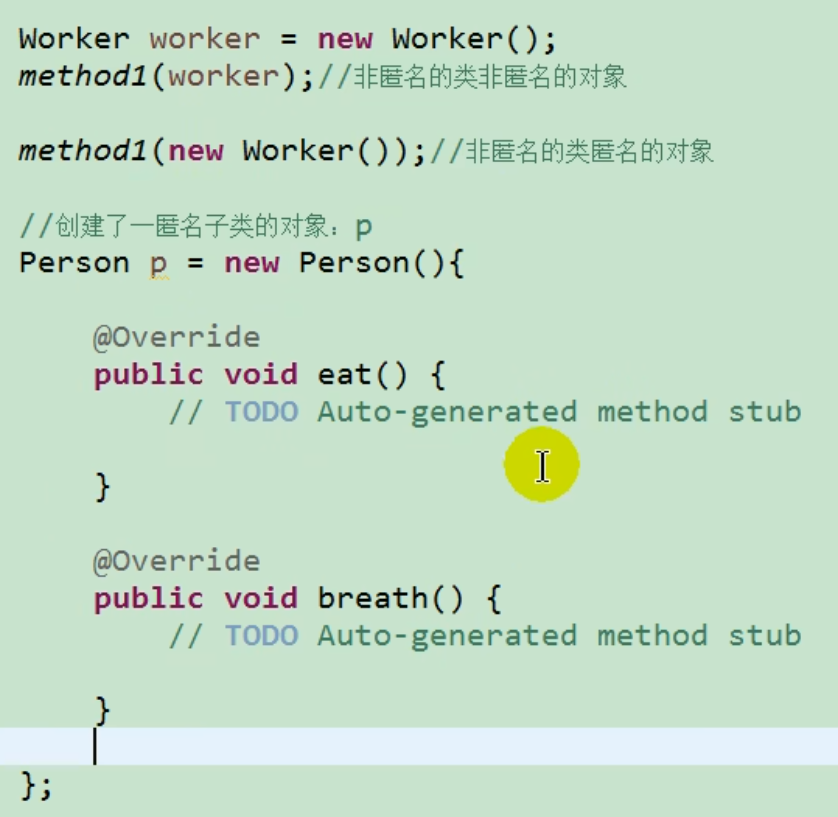 Worker worker = new Worker();
method1(worker);//非匿名的类非匿名的对象
method1(new Worker());//非匿名的类匿名的对象
//创建了一匿名子类的对象：p
Person p = new Person(){
@Override
public void eat() {
// TODO Auto-generated method stub
}
@Override
public void breath() {
// TODO Auto-generated method stub
}
};